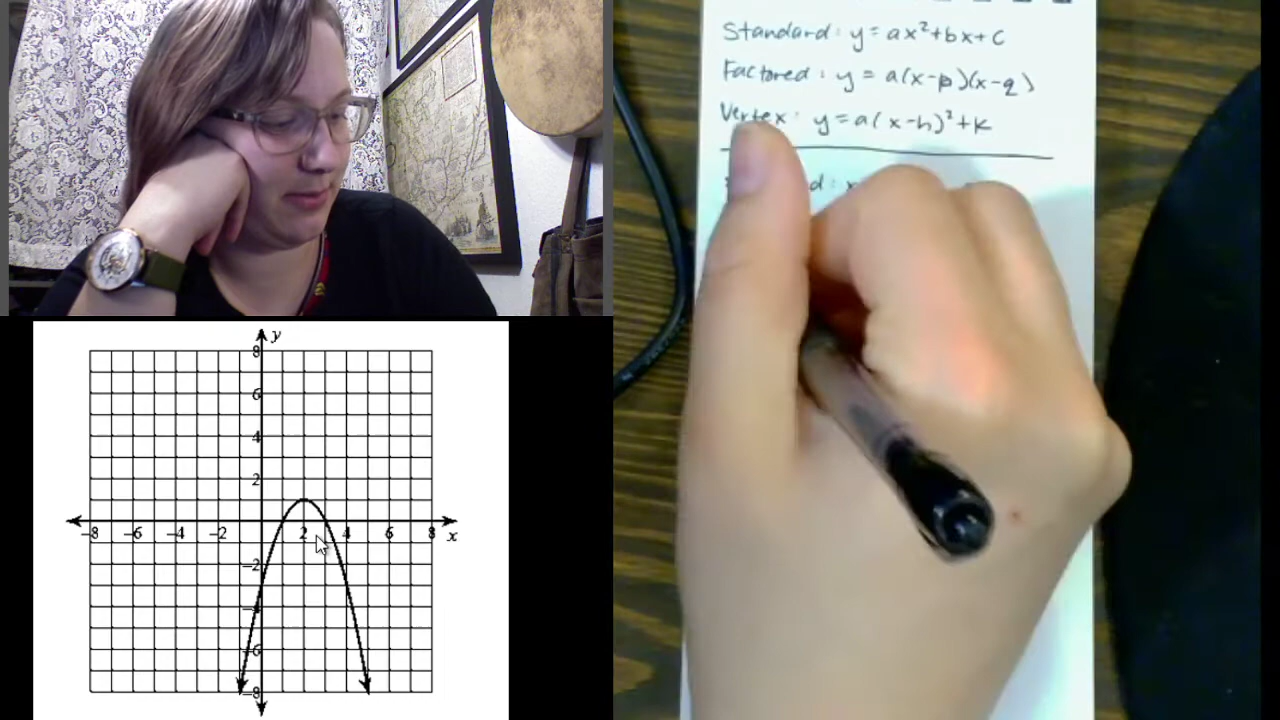 Standard: y = ax²+bx+c
Factored: y = a(x-p)(x-q)
Vertex: y = a(x-h)²+k
d: x
y
8
6
4
2
-8 -6 -4 -2 2 4 6 8 x
-2
-4
-6
-8